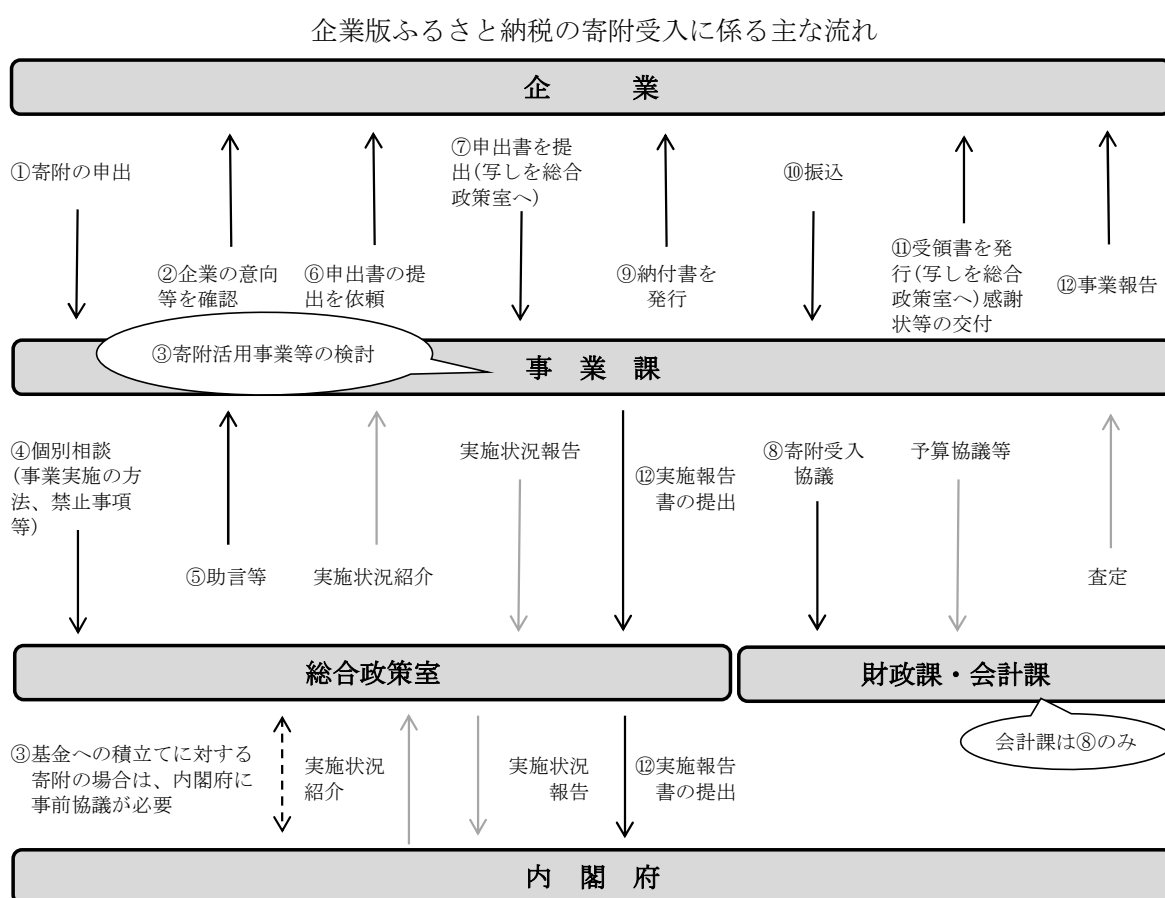 企業版ふるさと納税の寄附受入に係る主な流れ
企　　業
①寄附の申出
②企業の意向
等を確認
⑥申出書の提
出を依頼
⑦申出書を提
出(写しを総合
政策室へ)
⑨納付書を
発行
⑩振込
⑪受領書を発
行(写しを総合
政策室へ)感謝
状等の交付
⑫事業報告
③寄附活用事業等の検討
事　業　課
④個別相談
(事業実施の方
法、禁止事項
等)
⑤助言等
実施状況紹介
実施状況報告
⑫実施報告
書の提出
⑧寄附受入
協議
予算協議等
査定
総合政策室
財政課・会計課
会計課は⑧のみ
③基金への積立てに対する
寄附の場合は、内閣府に
事前協議が必要
実施状況
紹介
実施状況
報告
⑫実施報告
書の提出
内　閣　府